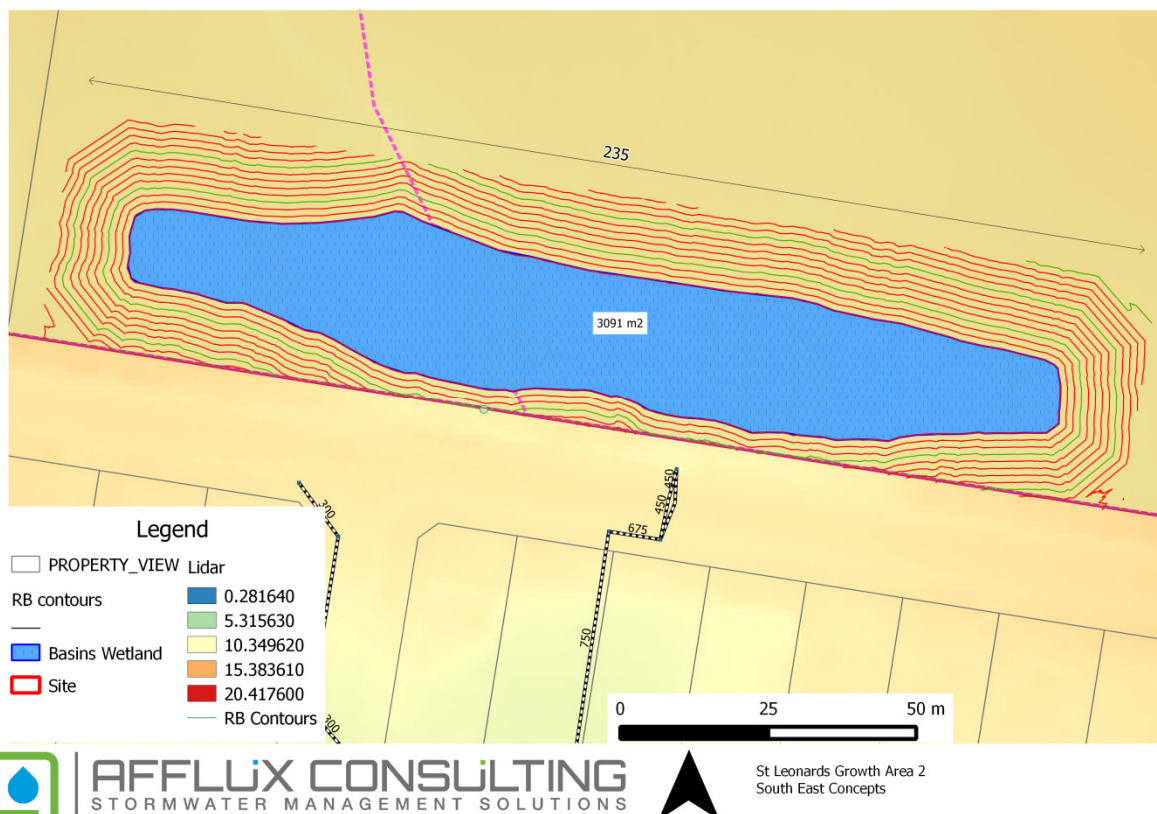 235
3091 m2
450
450
675
300
750
300
Legend
PROPERTY_VIEW
RB contours
Basins Wetland
Site
Lidar
0.281640
5.315630
10.349620
15.383610
20.417600
RB Contours
0 25 50 m
AFFLUX CONSULTING
STORMWATER MANAGEMENT SOLUTIONS
St Leonards Growth Area 2
South East Concepts